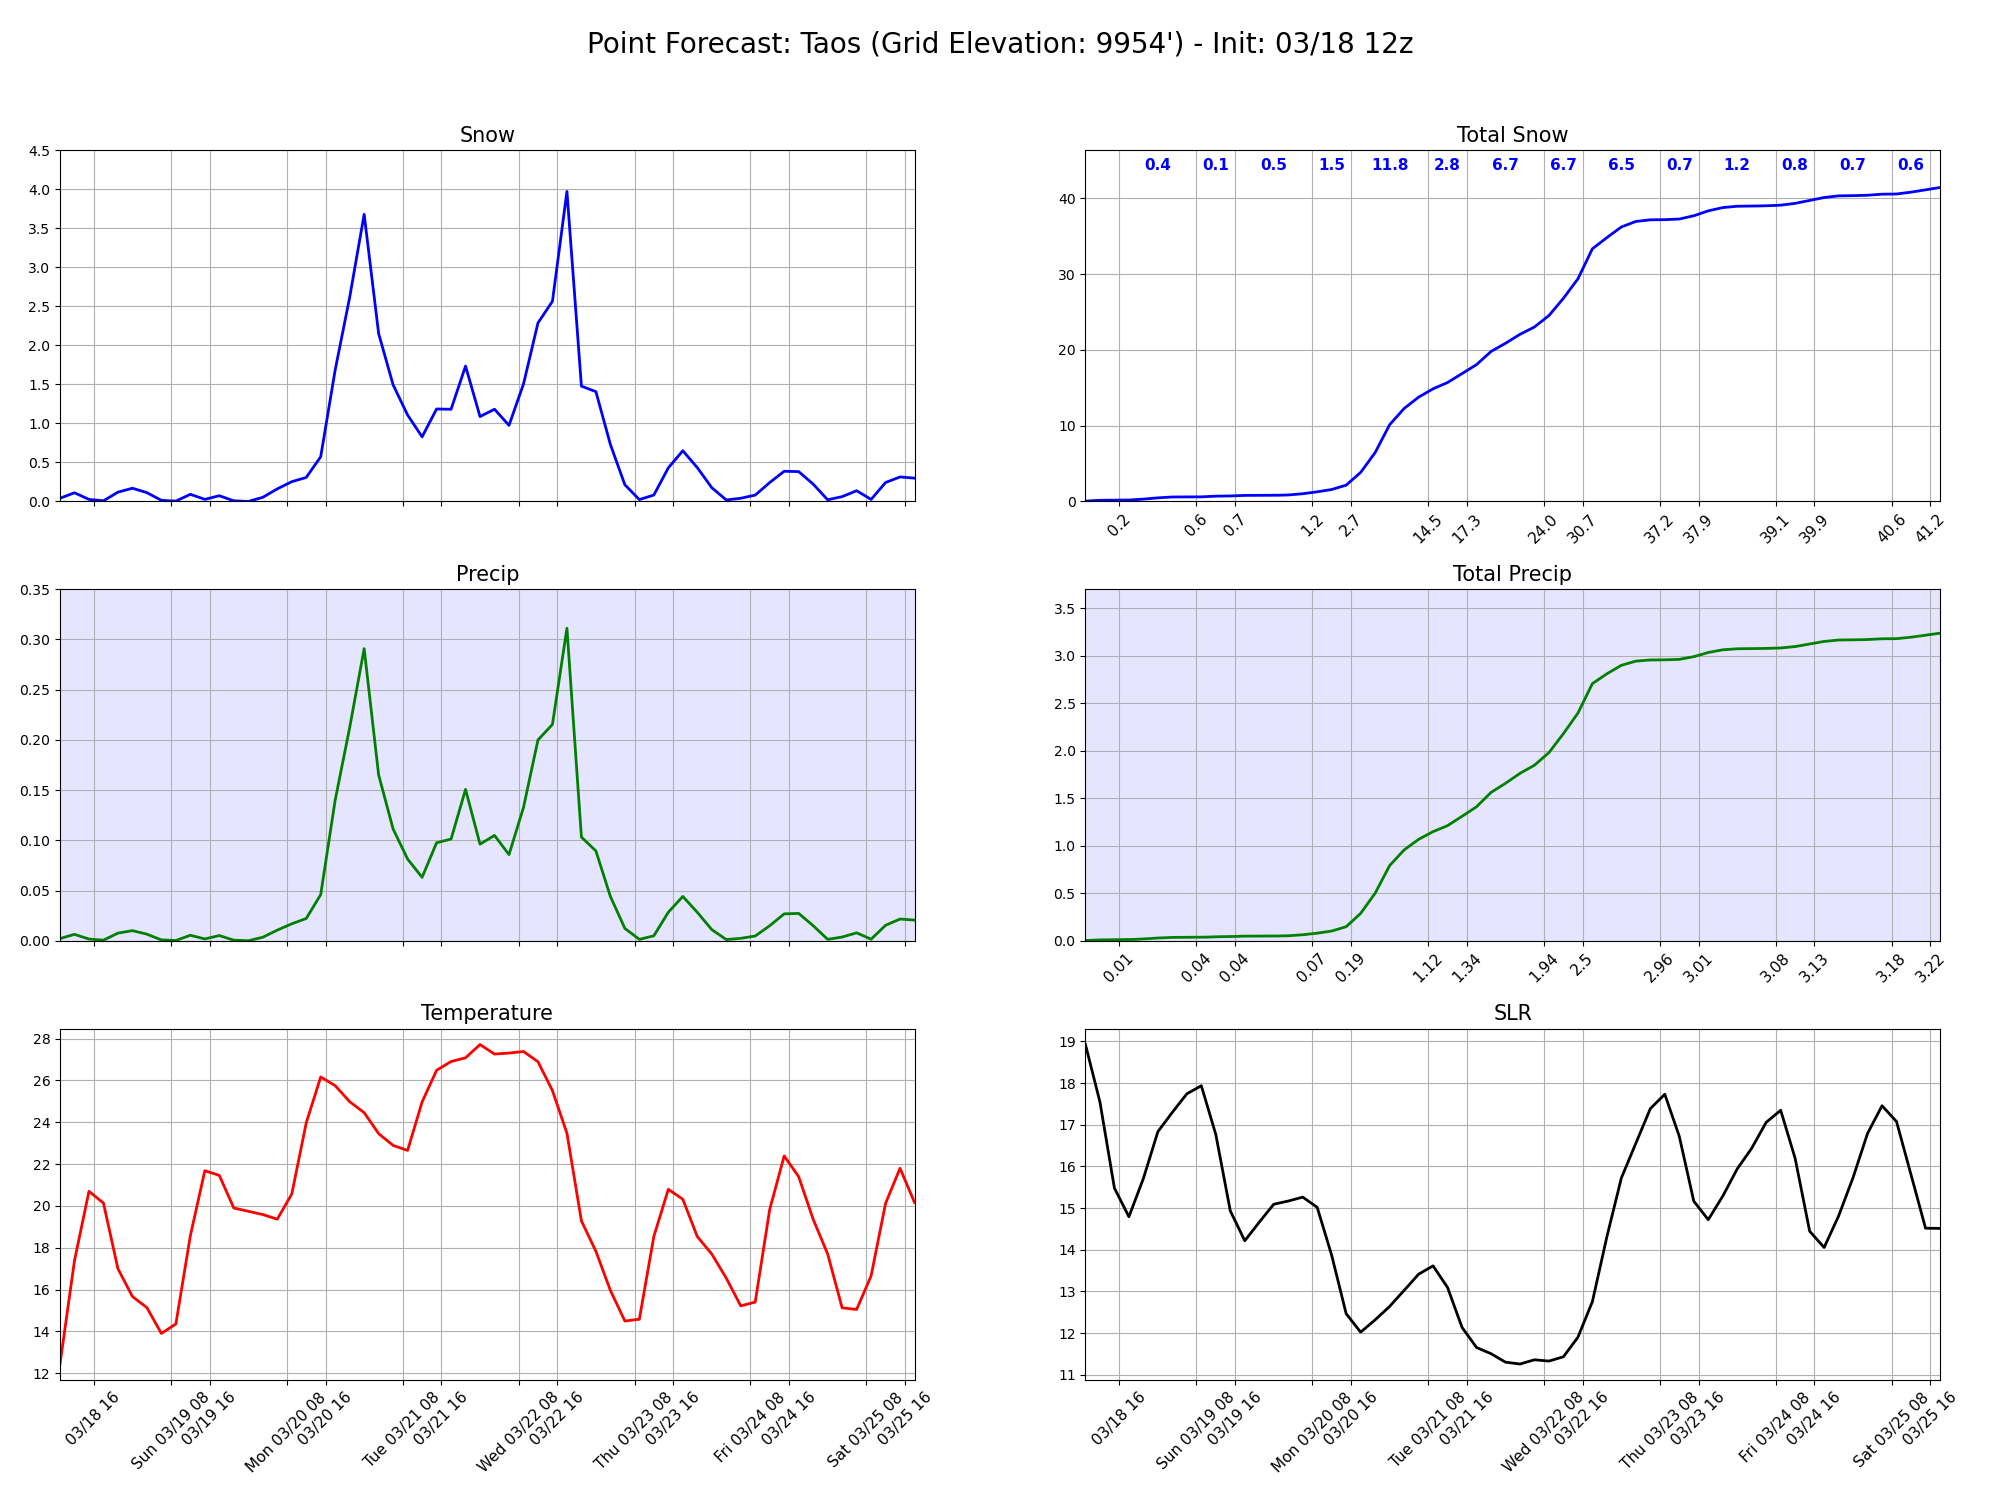 Point Forecast: Taos (Grid Elevation: 9954') - Init: 03/18 12z
Snow
4.5
4.0
3.5
3.0
2.5
2.0
1.5
1.0
0.5
0.0
Total Snow
0.4 0.1 0.5 1.5 11.8 2.8 6.7 6.7 6.5 0.7 1.2 0.8 0.7 0.6
40
30
20
10
0
0.2 0.6 0.7 1.2 2.7 14.5 17.3 24.0 30.7 37.2 37.9 39.1 39.9 40.6 41.2
Precip
0.35
0.30
0.25
0.20
0.15
0.10
0.05
0.00
Total Precip
3.5
3.0
2.5
2.0
1.5
1.0
0.5
0.0
0.01 0.04 0.04 0.07 0.19 1.12 1.34 1.94 2.5 2.96 3.01 3.08 3.13 3.18 3.22
Temperature
28
26
24
22
20
18
16
14
12
03/18 16
Sun 03/19 08
03/19 16
Mon 03/20 08
03/20 16
Tue 03/21 08
03/21 16
Wed 03/22 08
03/22 16
Thu 03/23 08
03/23 16
Fri 03/24 08
03/24 16
Sat 03/25 08
03/25 16
SLR
19
18
17
16
15
14
13
12
11
03/18 16
Sun 03/19 08
03/19 16
Mon 03/20 08
03/20 16
Tue 03/21 08
03/21 16
Wed 03/22 08
03/22 16
Thu 03/23 08
03/23 16
Fri 03/24 08
03/24 16
Sat 03/25 08
03/25 16